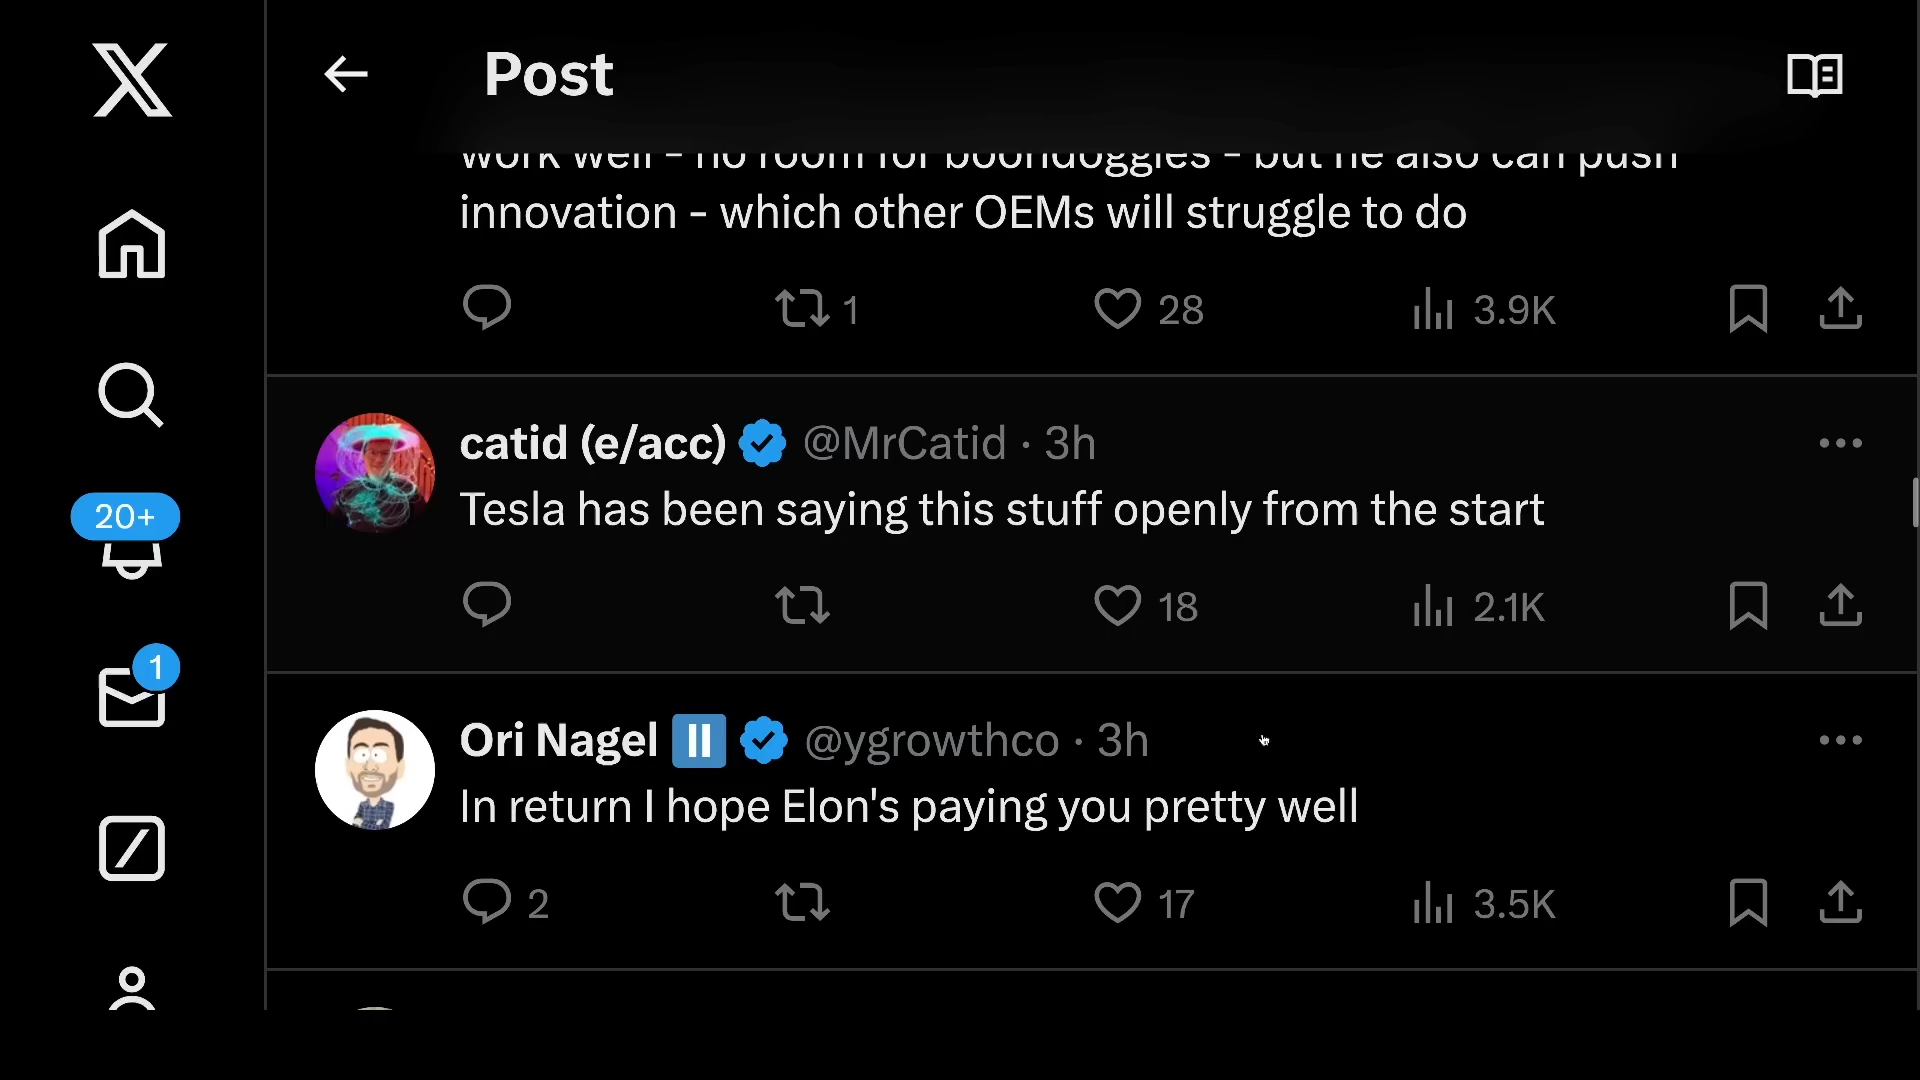 Post
work well - no room for boondoggles - but he also can push
innovation - which other OEMs will struggle to do
1 28 3.9K
catid (e/acc) @MrCatid · 3h
Tesla has been saying this stuff openly from the start
20+
18 2.1K
1
Ori Nagel @ygrowthco · 3h
In return I hope Elon's paying you pretty well
2 17 3.5K